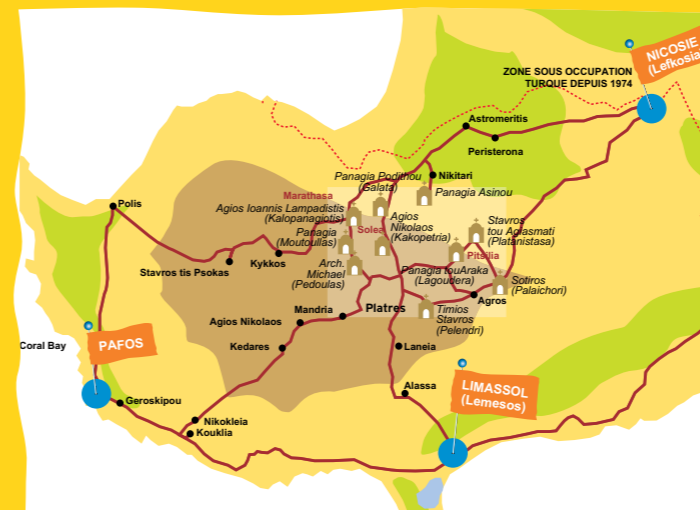 NICOSIE
(Lefkosia
ZONE SOUS OCCUPATION
TURQUE DEPUIS 1974
Astromeritis
Peristerona
Panagia Podithou
(Galata)
Nikitari
Panagia Asinou
Marathasa
Agios Ioannis Lampadistis
(Kalopanagiotis)
Polis
Agios
Nikolaos
(Kakopetria)
Solea
Stavros
tou Agiasmati
(Platanistasa)
Panagia
(Moutoullas)
Pitsilia
Kykkos
Stavros tis Psokas
Arch.
Michael
(Pedoulas)
Panagia touAraka
(Lagoudera)
Sotiros
(Palaichori)
Agros
Mandria
Platres
Timios
Stavros
(Pelendri)
Agios Nikolaos
Coral Bay
PAFOS
Kedares
Laneia
Alassa
LIMASSOL
(Lemesos)
Geroskipou
Nikokleia
Kouklia